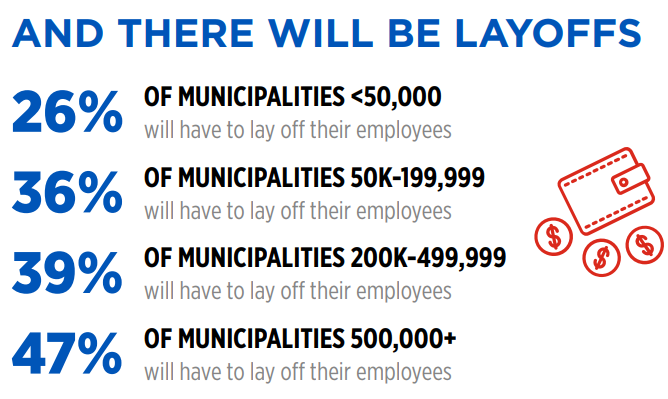 AND THERE WILL BE LAYOFFS
26% OF MUNICIPALITIES <50,000
will have to lay off their employees
36% OF MUNICIPALITIES 50K-199,999
will have to lay off their employees
39% OF MUNICIPALITIES 200K-499,999
will have to lay off their employees
47% OF MUNICIPALITIES 500,000+
will have to lay off their employees
$ $ $